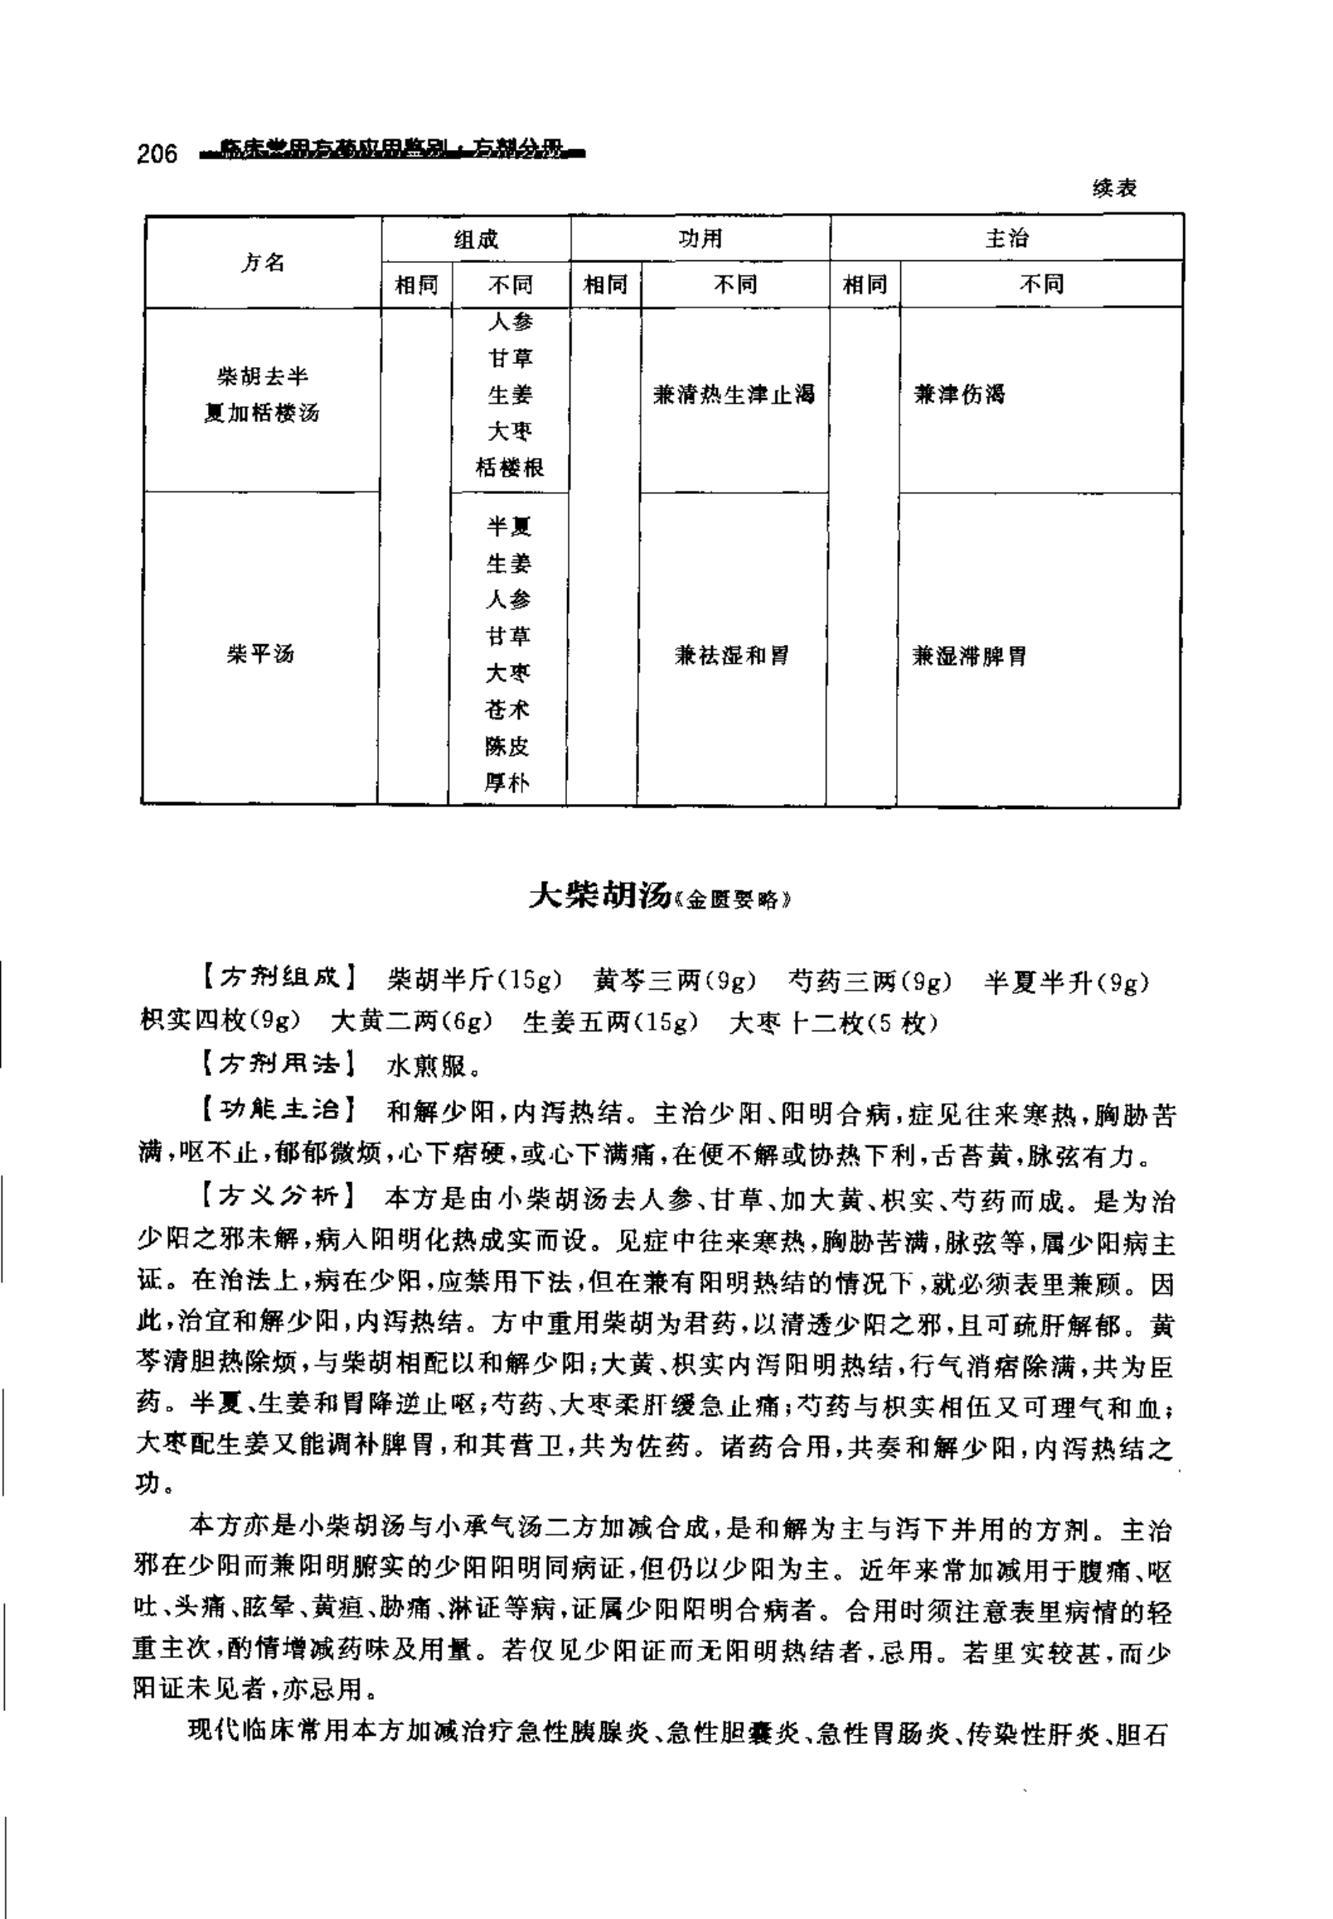 206 临床常用方药应用鉴别·方剂分册
续表
方名 组成 功用 主治
相同 不同 相同 不同 相同 不同
柴胡去半
夏加栝楼汤
人参
甘草
生姜
大枣
栝楼根
兼清热生津止渴
兼津伤渴
柴平汤
半夏
生姜
人参
甘草
大枣
苍术
陈皮
厚朴
兼祛湿和胃
兼湿滞脾胃
大柴胡汤《金匮要略》
【方剂组成】 柴胡半斤(15g) 黄芩三两(9g) 芍药三两(9g) 半夏半升(9g)
枳实四枚(9g) 大黄二两(6g) 生姜五两(15g) 大枣十二枚(5枚)
【方剂用法】 水煎服。
【功能主治】 和解少阳,内泻热结。主治少阳、阳明合病,症见往来寒热,胸胁苦
满,呕不止,郁郁微烦,心下痞硬,或心下满痛,在便不解或协热下利,舌苔黄,脉弦有力。
【方义分析】 本方是由小柴胡汤去人参、甘草、加大黄、枳实、芍药而成。是为治
少阳之邪未解,病入阳明化热成实而设。见症中往来寒热,胸胁苦满,脉弦等,属少阳病主
证。在治法上,病在少阳,应禁用下法,但在兼有阳明热结的情况下,就必须表里兼顾。因
此,治宜和解少阳,内泻热结。方中重用柴胡为君药,以清透少阳之邪,且可疏肝解郁。黄
芩清胆热除烦,与柴胡相配以和解少阳;大黄、枳实内泻阳明热结,行气消痞除满,共为臣
药。半夏、生姜和胃降逆止呕;芍药、大枣柔肝缓急止痛;芍药与枳实相伍又可理气和血;
大枣配生姜又能调补脾胃,和其营卫,共为佐药。诸药合用,共奏和解少阳,内泻热结之
功。
本方亦是小柴胡汤与小承气汤二方加减合成,是和解为主与泻下并用的方剂。主治
邪在少阳而兼阳明腑实的少阳阳明同病证,但仍以少阳为主。近年来常加减用于腹痛、呕
吐、头痛、眩晕、黄疸、胁痛、淋证等病,证属少阳阳明合病者。合用时须注意表里病情的轻
重主次,酌情增减药味及用量。若仅见少阳证而无阳明热结者,忌用。若里实较甚,而少
阳证未见者,亦忌用。
现代临床常用本方加减治疗急性胰腺炎、急性胆囊炎、急性胃肠炎、传染性肝炎、胆石